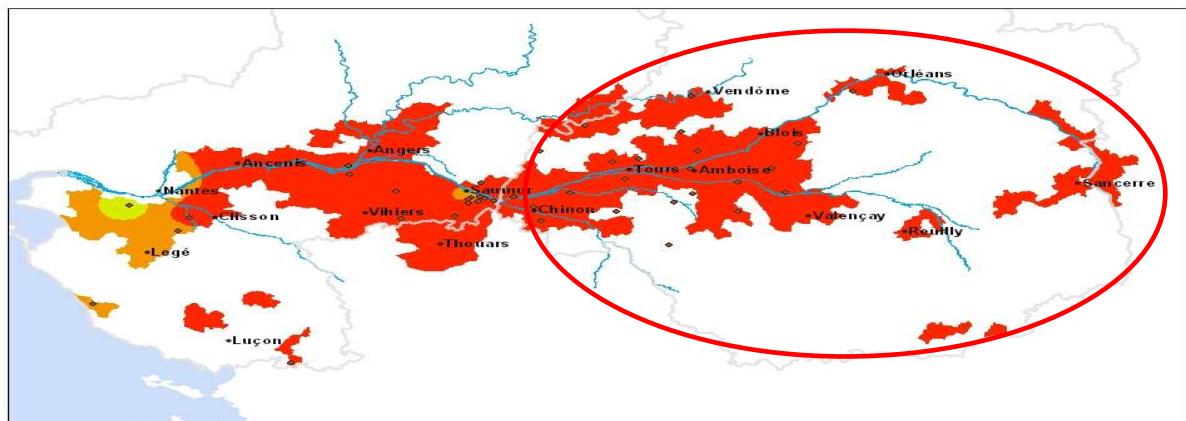 Orléans
Vendôme
Blois
Angers
Ancenis
Tours
Amboise
Nantes
Saumur
Sancerre
Chinon
Clisson
Vihiers
Valençay
Reuilly
Thouars
Legé
Luçon